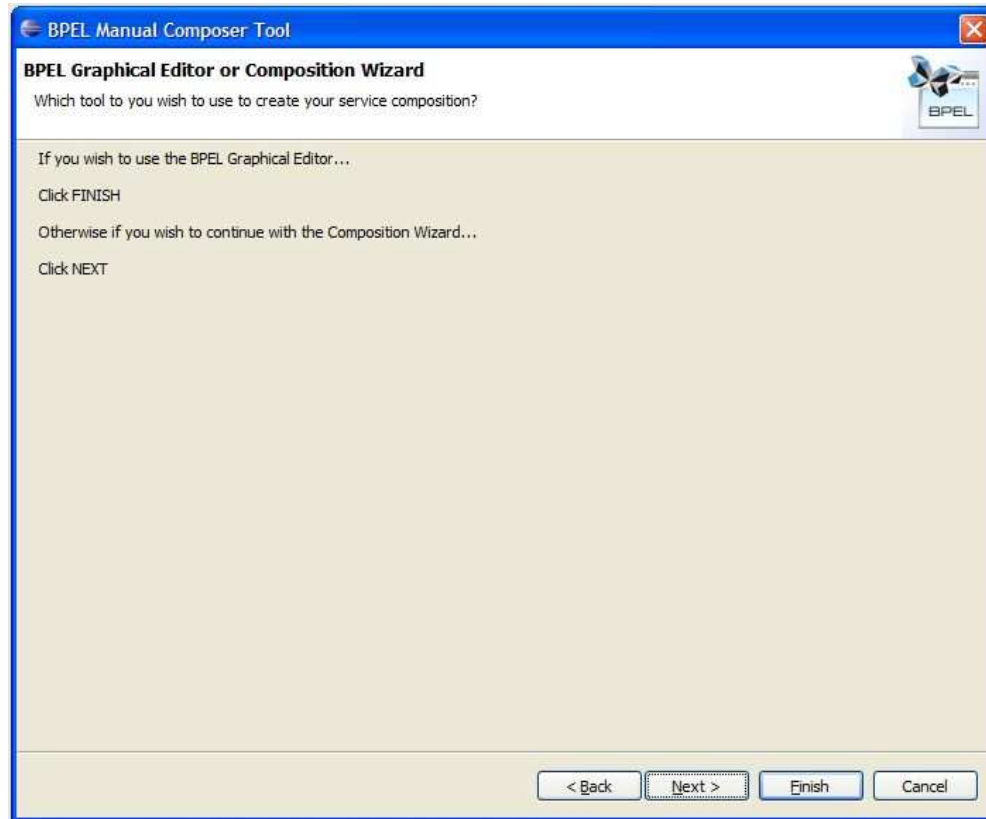 BPEL Manual Composer Tool
BPEL Graphical Editor or Composition Wizard
Which tool to you wish to use to create your service composition?
BPEL
If you wish to use the BPEL Graphical Editor...
Click FINISH
Otherwise if you wish to continue with the Composition Wizard...
Click NEXT
< Back Next > Finish Cancel